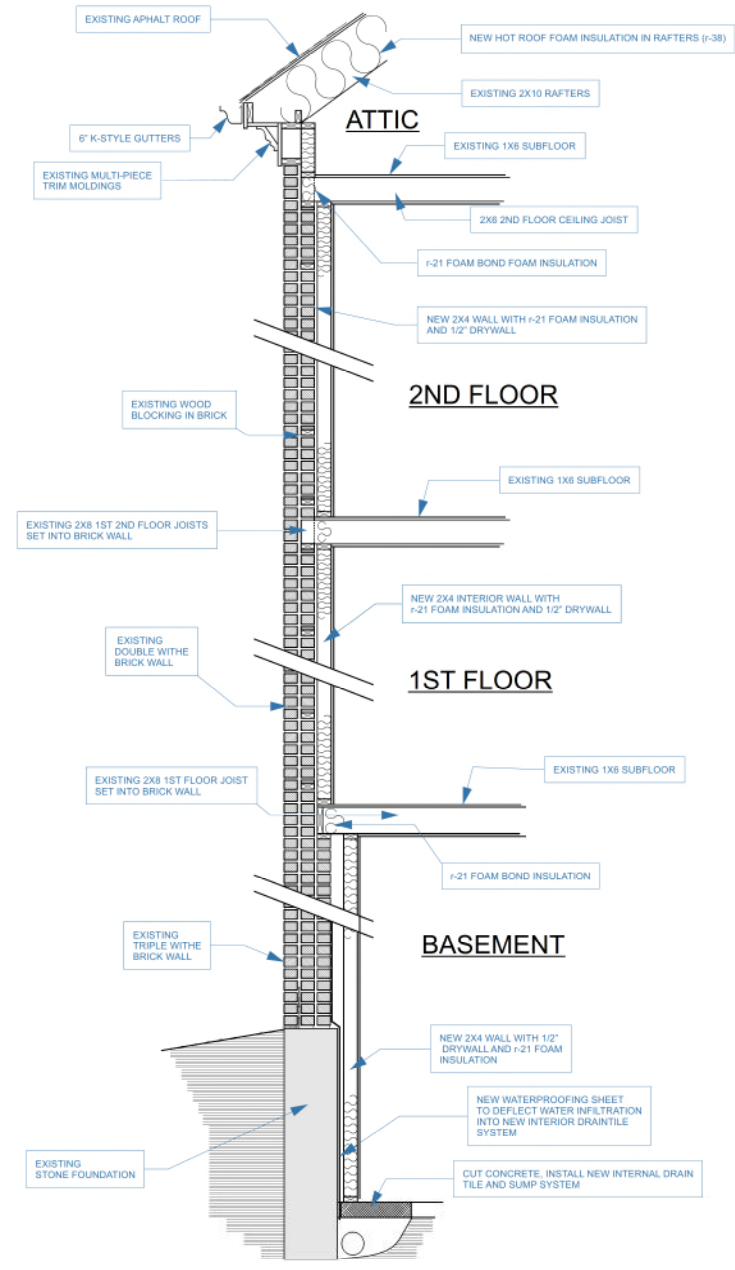 EXISTING APHALT ROOF
NEW HOT ROOF FOAM INSULATION IN RAFTERS (r-38)
EXISTING 2X10 RAFTERS
ATTIC
6" K-STYLE GUTTERS
EXISTING 1X6 SUBFLOOR
EXISTING MULTI-PIECE
TRIM MOLDINGS
2X6 2ND FLOOR CEILING JOIST
r-21 FOAM BOND FOAM INSULATION
NEW 2X4 WALL WITH r-21 FOAM INSULATION
AND 1/2" DRYWALL
2ND FLOOR
EXISTING WOOD
BLOCKING IN BRICK
EXISTING 1X6 SUBFLOOR
EXISTING 2X8 1ST 2ND FLOOR JOISTS
SET INTO BRICK WALL
NEW 2X4 INTERIOR WALL WITH
r-21 FOAM INSULATION AND 1/2" DRYWALL
EXISTING
DOUBLE WITHE
BRICK WALL
1ST FLOOR
EXISTING 1X6 SUBFLOOR
EXISTING 2X8 1ST FLOOR JOIST
SET INTO BRICK WALL
r-21 FOAM BOND INSULATION
EXISTING
TRIPLE WITHE
BRICK WALL
BASEMENT
NEW 2X4 WALL WITH 1/2"
DRYWALL AND r-21 FOAM
INSULATION
NEW WATERPROOFING SHEET
TO DEFLECT WATER INFILTRATION
INTO NEW INTERIOR DRAINTILE
SYSTEM
EXISTING
STONE FOUNDATION
CUT CONCRETE, INSTALL NEW INTERNAL DRAIN
TILE AND SUMP SYSTEM